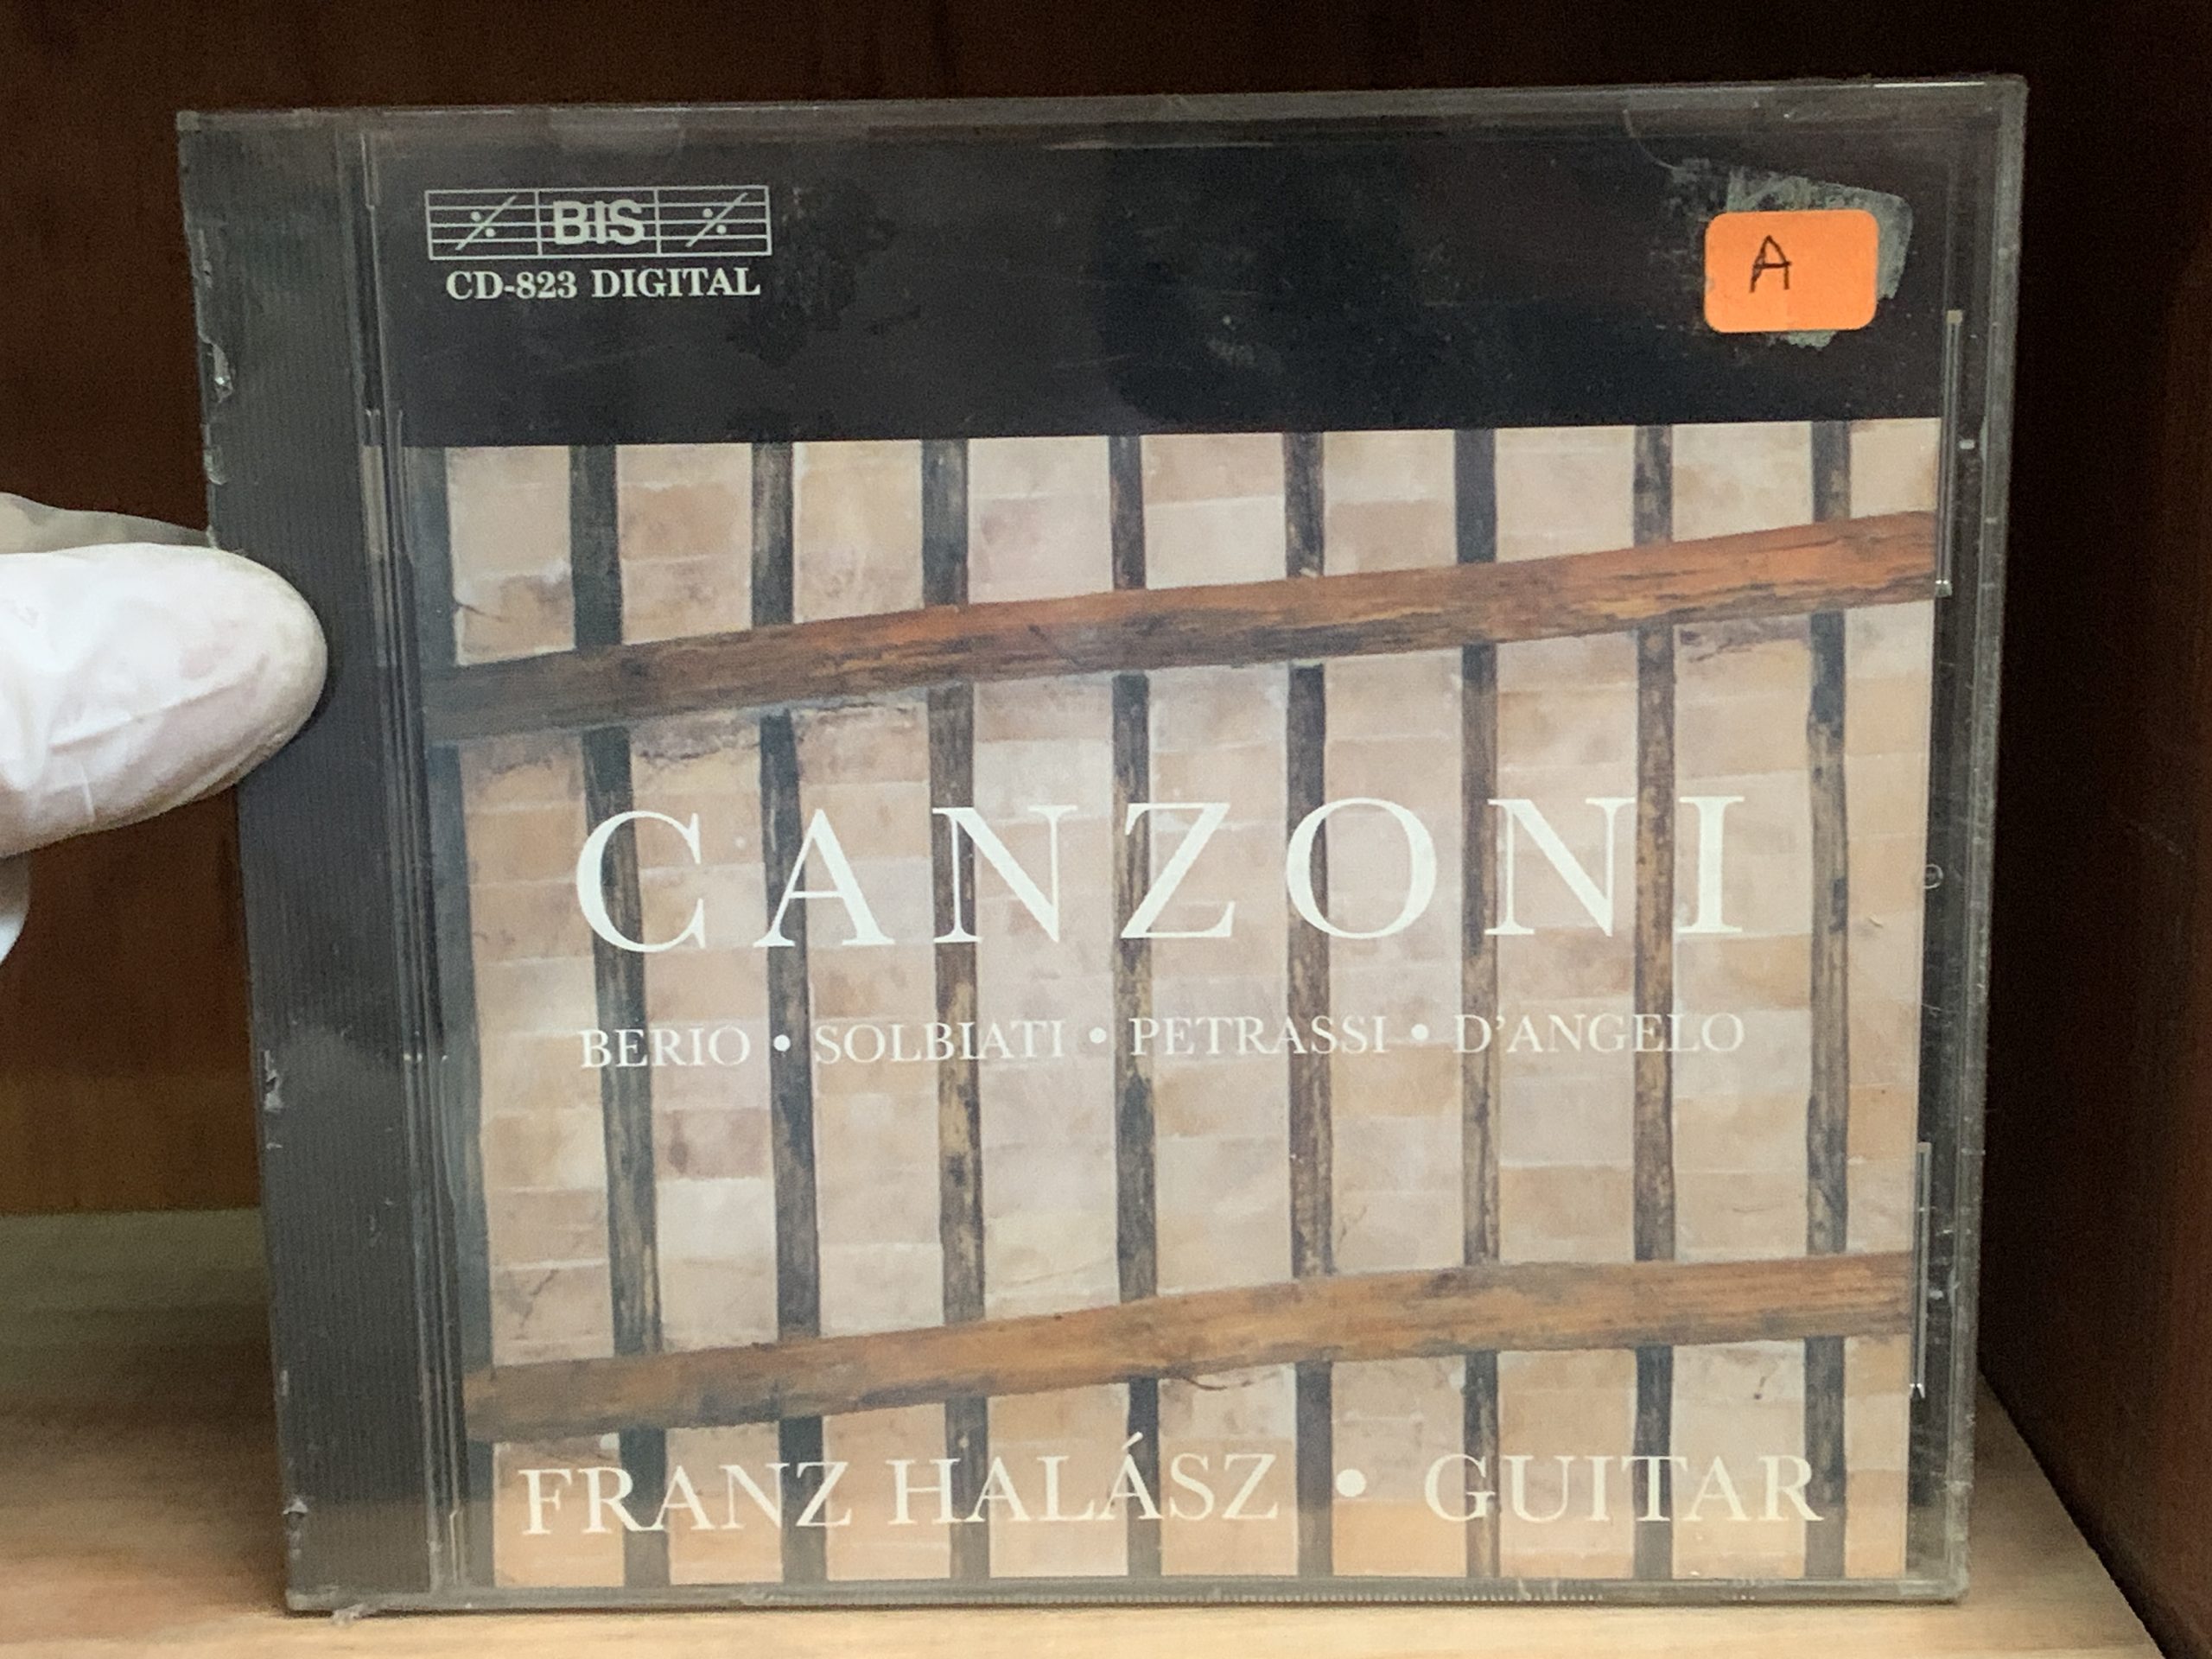 BIS
CD-823 DIGITAL
A
CANZONI
BERIO • SOLBIATI • PETRASSI • D'ANGELO
FRANZ HALÁSZ • GUITAR